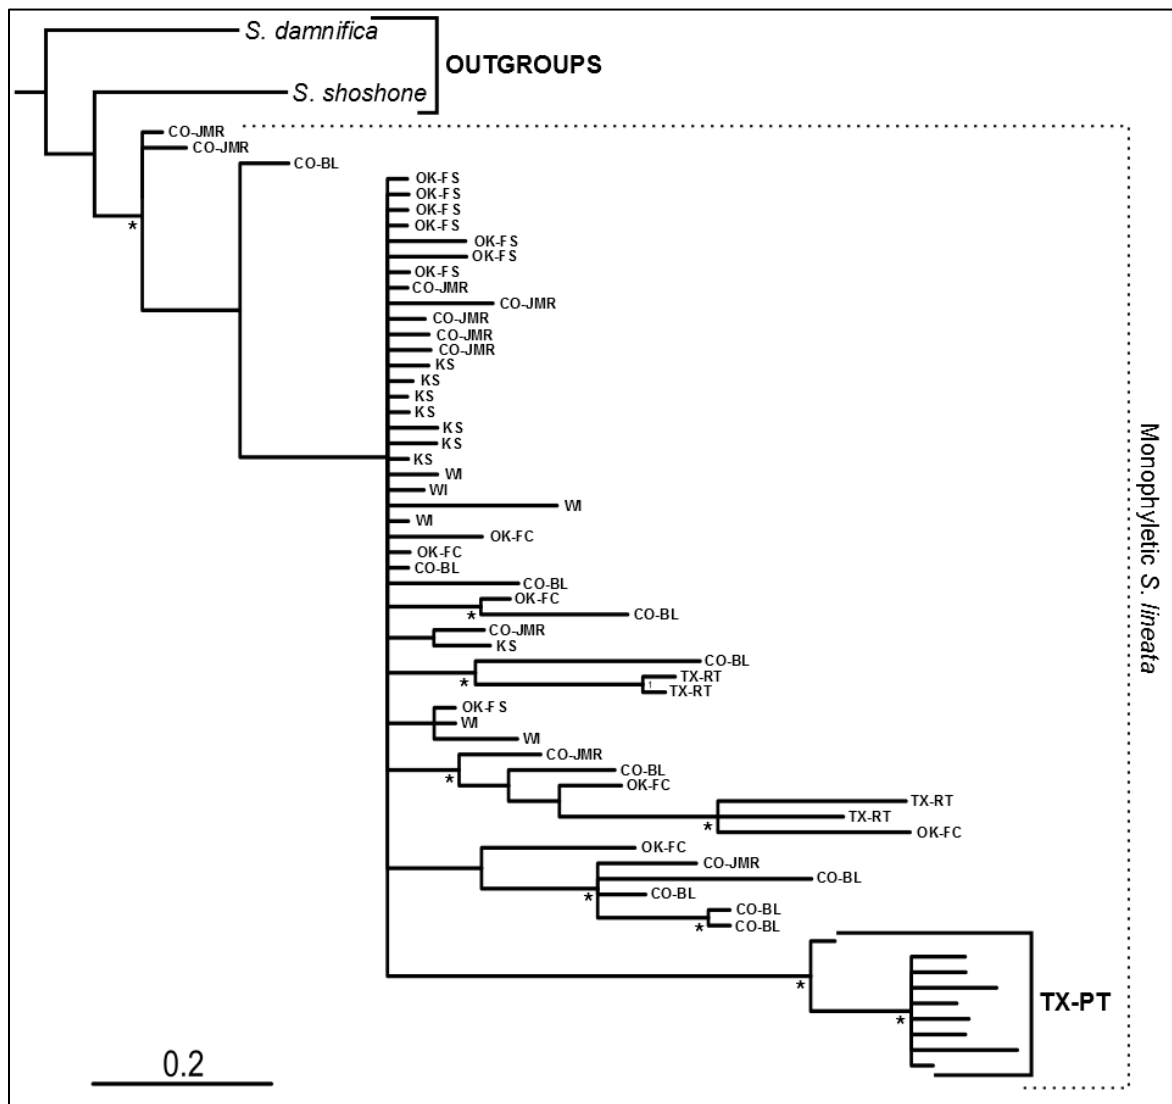 S. damnifica
OUTGROUPS
S. shoshone
CO-JMR
CO-JMR
CO-BL
OK-FS
OK-FS
OK-FS
OK-FS
OK-FS
OK-FS
OK-FS
CO-JMR
CO-JMR
CO-JMR
CO-JMR
CO-JMR
KS
KS
KS
KS
KS
KS
KS
WI
WI
WI
WI
OK-FC
OK-FC
CO-BL
CO-BL
OK-FC
CO-BL
*
CO-JMR
KS
CO-BL
TX-RT
TX-RT
*
OK-FS
WI
WI
CO-JMR
*
CO-BL
OK-FC
TX-RT
TX-RT
*
OK-FC
OK-FC
CO-JMR
CO-BL
CO-BL
*
CO-BL
CO-BL
*
*
TX-PT
*
*
Monophyletic S. lineata
0.2